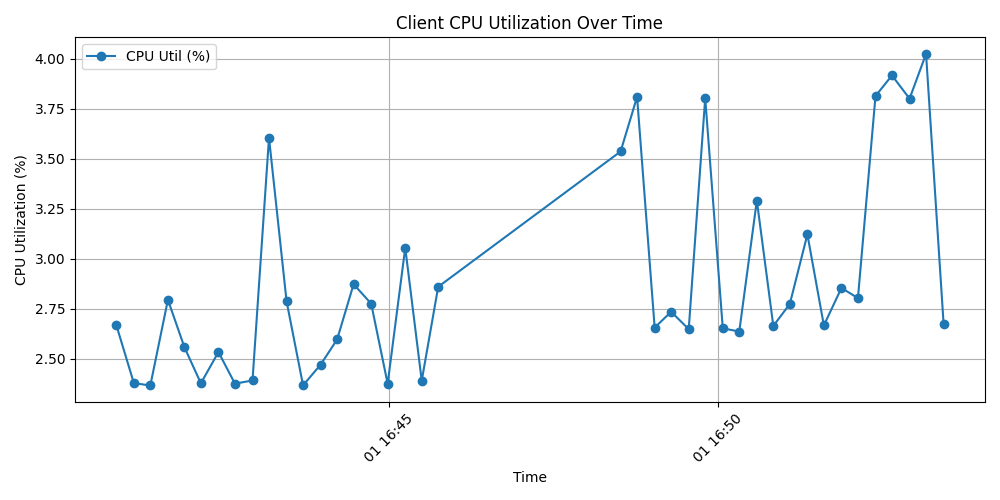 Client CPU Utilization Over Time
CPU Util (%)
4.00
3.75
3.50
3.25
3.00
2.75
2.50
CPU Utilization (%)
01 16:45
01 16:50
Time